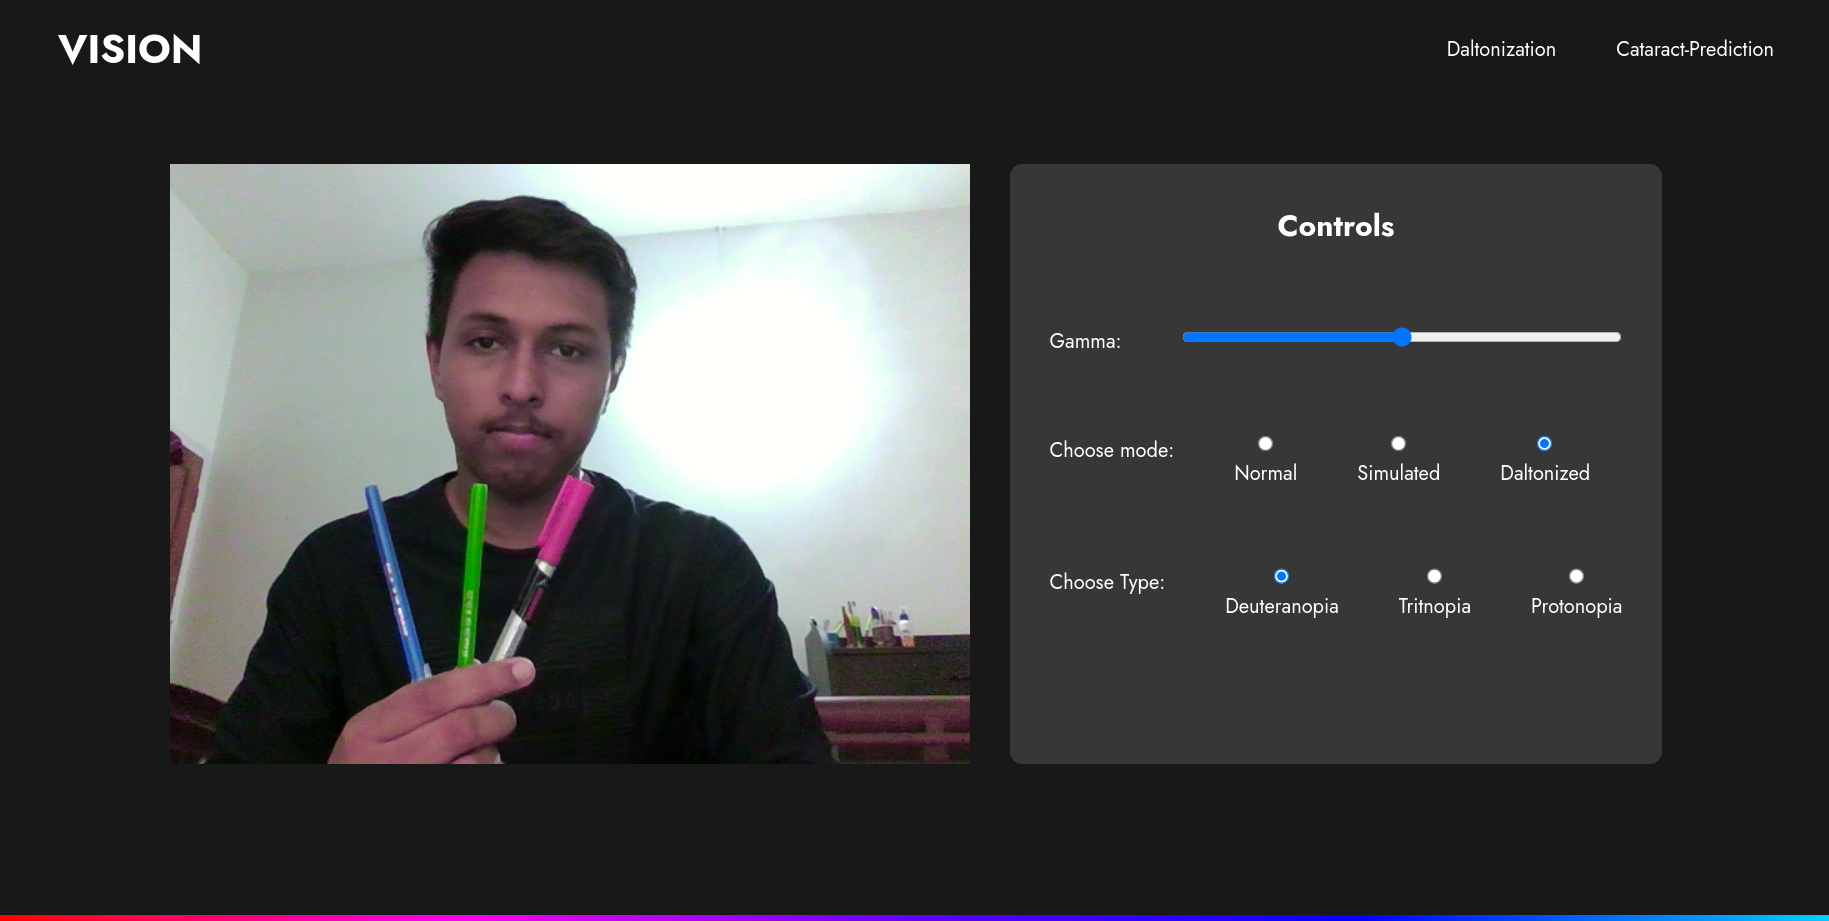 VISION
Daltonization
Cataract-Prediction
Controls
Gamma:
Choose mode:
Normal
Simulated
Daltonized
Choose Type:
Deuteranopia
Tritnopia
Protonopia